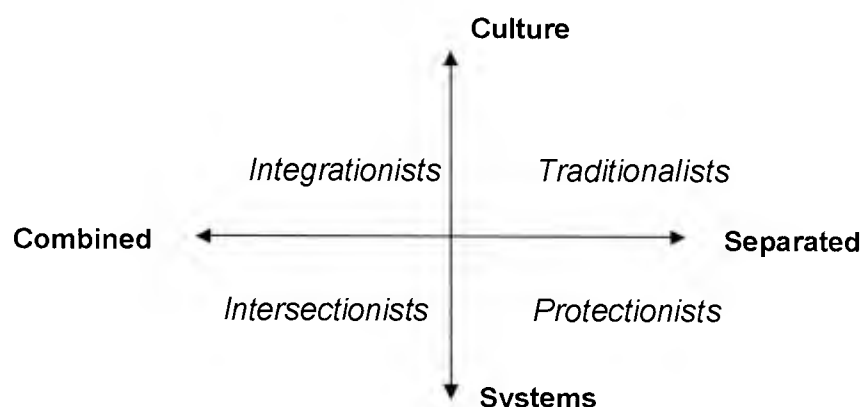 Culture
Integrationists Traditionalists
Combined Separated
Intersectionists Protectionists
Systems